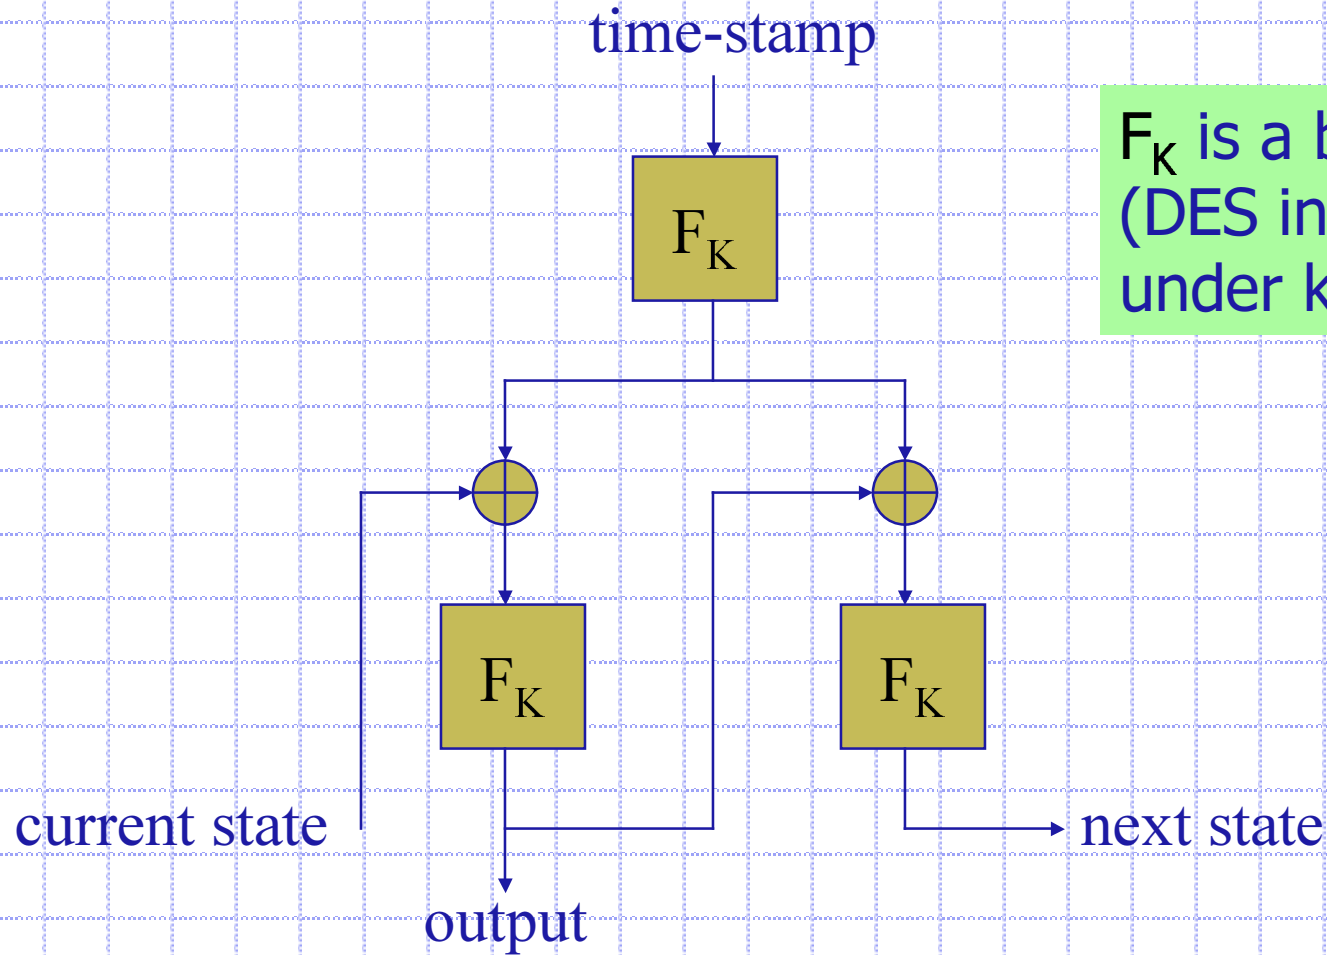 time-stamp
F_K is a
(DES in
under
F_K
F_K
F_K
current state
next state
output